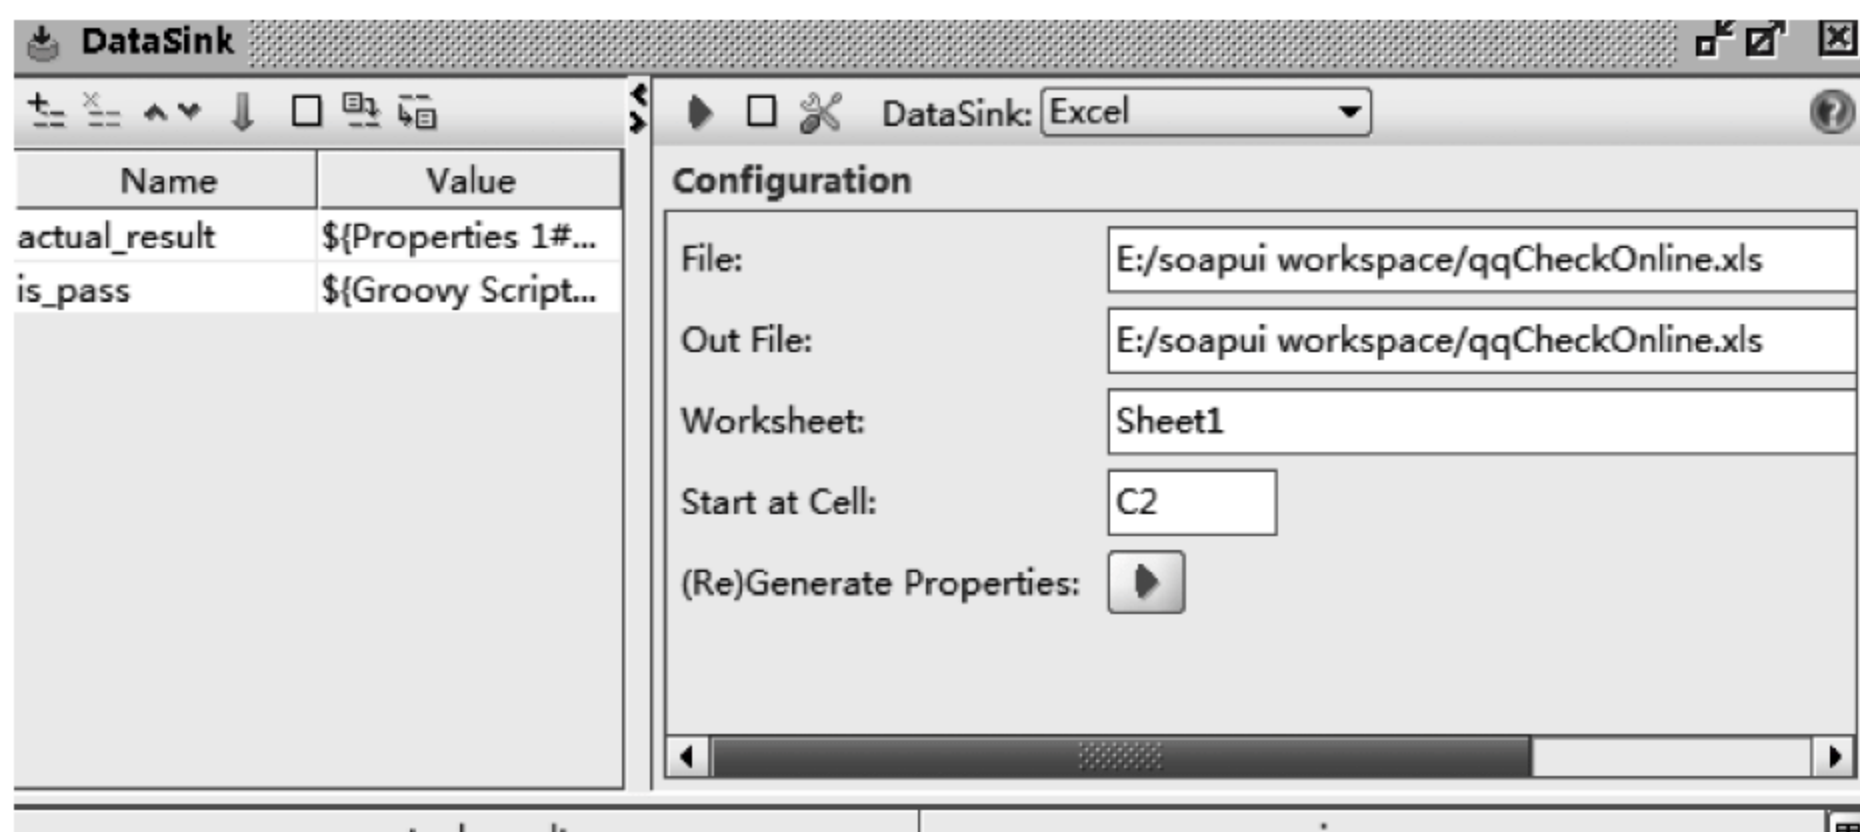 DataSink
DataSink: Excel
Name Value
actual_result ${Properties 1#...
is_pass ${Groovy Script...
Configuration
File: E:/soapui workspace/qqCheckOnline.xls
Out File: E:/soapui workspace/qqCheckOnline.xls
Worksheet: Sheet1
Start at Cell: C2
(Re)Generate Properties: